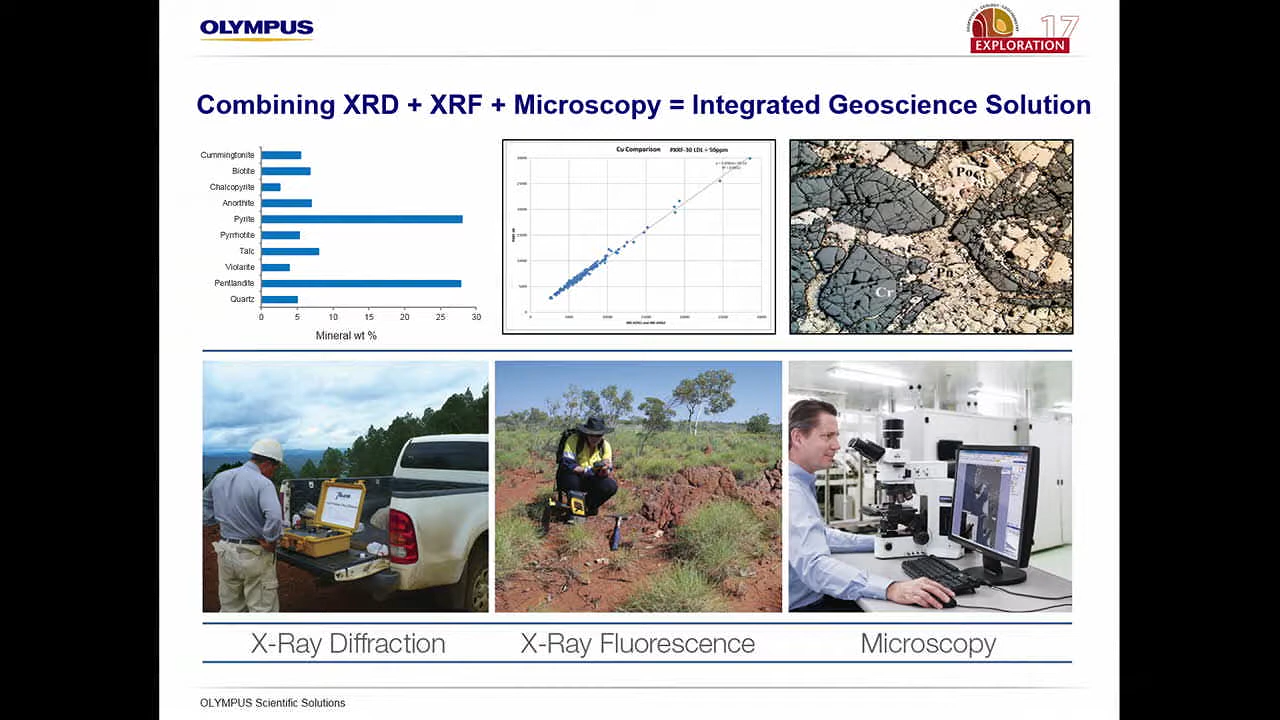 OLYMPUS
17
EXPLORATION
Combining XRD + XRF + Microscopy = Integrated Geoscience Solution
Cummingtonite
Biotite
Chalcopyrite
Anorthite
Pyrite
Pyrrhotite
Talc
Violarite
Pentlandite
Quartz
0 5 10 15 20 25 30
Mineral wt %
Cu Comparison PXRF-30 LDL = 50ppm
Po
Pn
Cr
X-Ray Diffraction
X-Ray Fluorescence
Microscopy
OLYMPUS Scientific Solutions